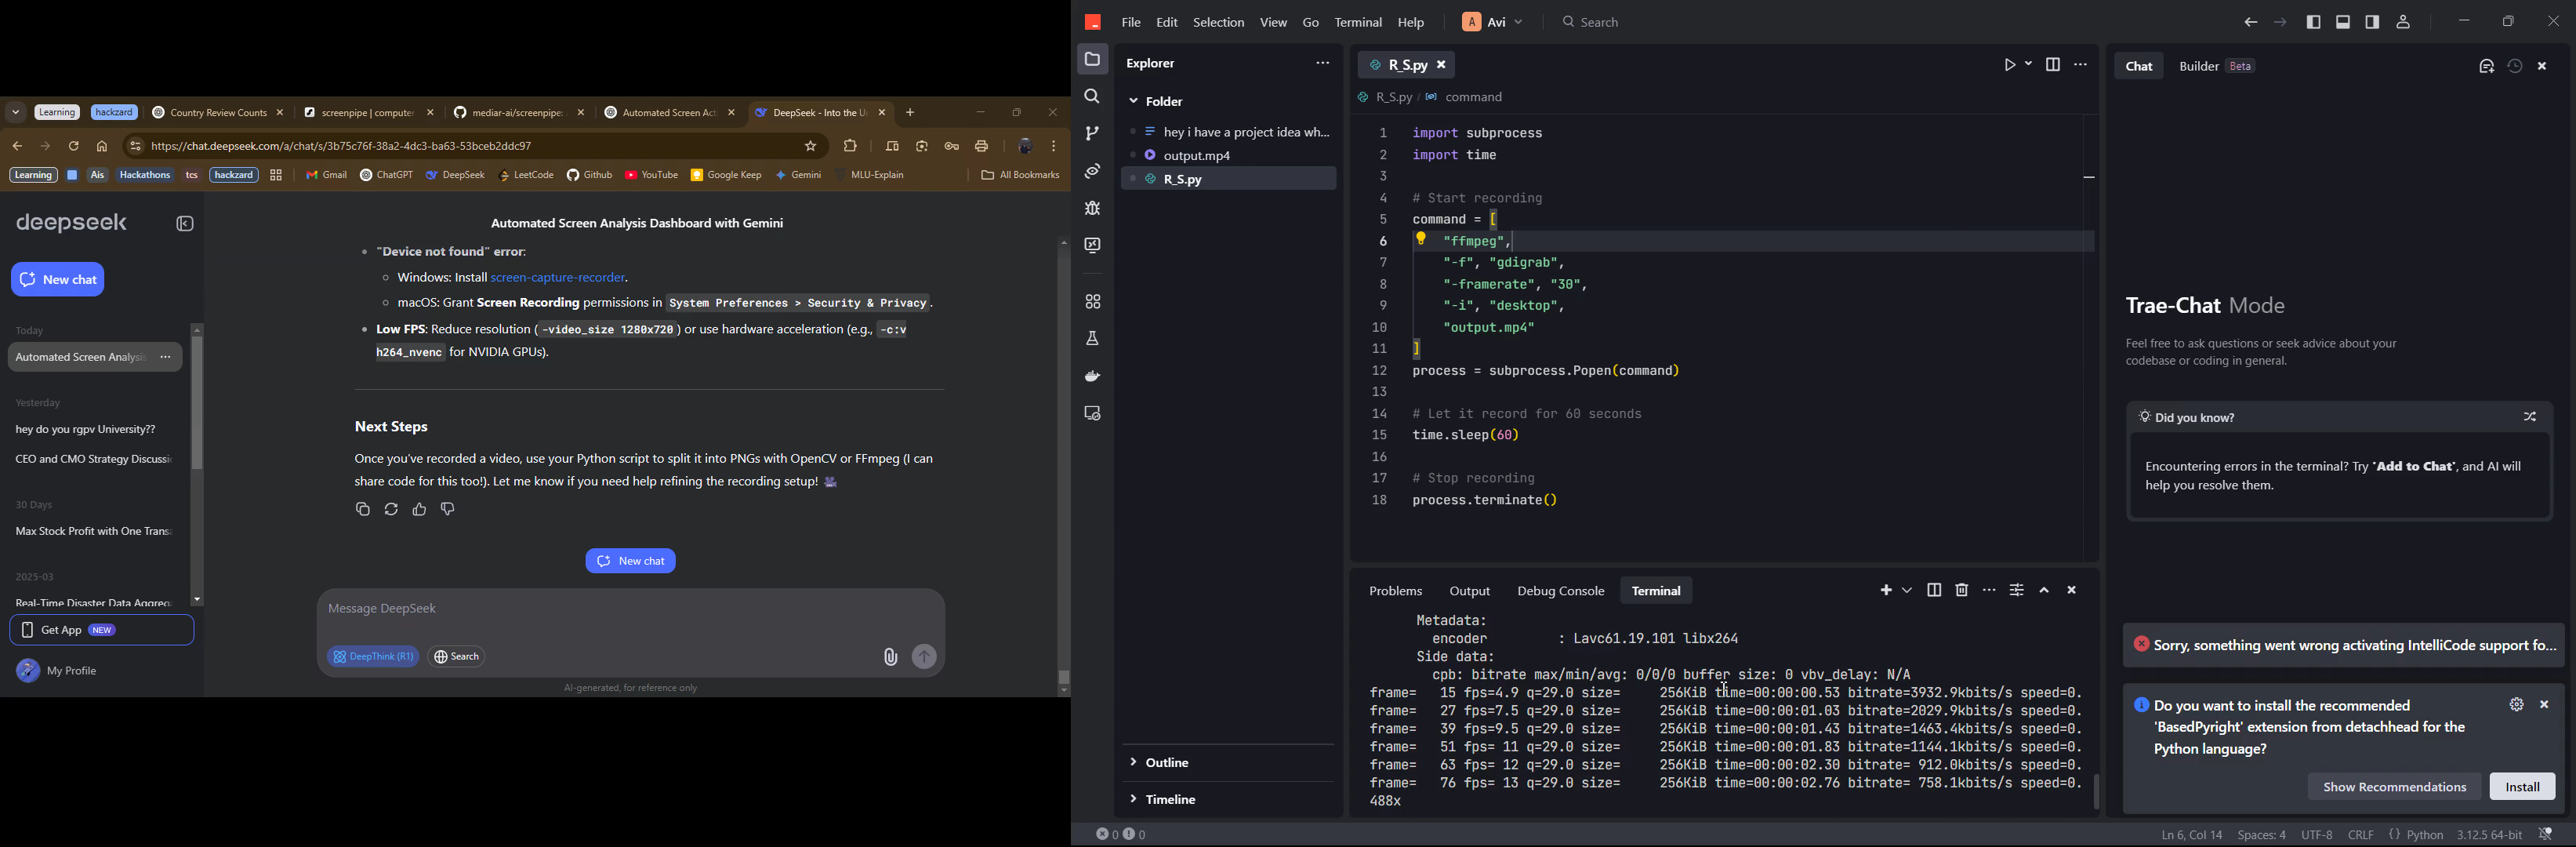 Learning
hackzard
Country Review Counts
screenpipe | computer
mediar-ai/screenpipe:
Automated Screen Act
DeepSeek - Into the U
https://chat.deepseek.com/a/chat/s/3b75c76f-38a2-4dc3-ba63-53bceb2ddc97
Learning
Ais
Hackathons
tcs
hackzard
Gmail
ChatGPT
DeepSeek
LeetCode
Github
YouTube
Google Keep
Gemini
MLU-Explain
All Bookmarks
deepseek
New chat
Today
Automated Screen Analysis
Yesterday
hey do you rgpv University??
CEO and CMO Strategy Discussi
30 Days
Max Stock Profit with One Transa
2025-03
Real-Time Disaster Data Aggrega
Get App NEW
My Profile
Automated Screen Analysis Dashboard with Gemini
"Device not found" error:
Windows: Install screen-capture-recorder.
macOS: Grant Screen Recording permissions in System Preferences > Security & Privacy.
Low FPS: Reduce resolution (-video_size 1280x720) or use hardware acceleration (e.g., -c:v
h264_nvenc for NVIDIA GPUs).
Next Steps
Once you've recorded a video, use your Python script to split it into PNGs with OpenCV or FFmpeg (I can
share code for this too!). Let me know if you need help refining the recording setup! 🎥
New chat
Message DeepSeek
DeepThink (R1)
Search
AI-generated, for reference only
File Edit Selection View Go Terminal Help
A Avi
Search
Explorer
Folder
hey i have a project idea wh...
output.mp4
R_S.py
Outline
Timeline
R_S.py
R_S.py / command
1 import subprocess
2 import time
3
4 # Start recording
5 command = [
6 "ffmpeg",
7 "-f", "gdigrab",
8 "-framerate", "30",
9 "-i", "desktop",
10 "output.mp4"
11 ]
12 process = subprocess.Popen(command)
13
14 # Let it record for 60 seconds
15 time.sleep(60)
16
17 # Stop recording
18 process.terminate()
Problems Output Debug Console Terminal
Metadata:
encoder : Lavc61.19.101 libx264
Side data:
cpb: bitrate max/min/avg: 0/0/0 buffer size: 0 vbv_delay: N/A
frame= 15 fps=4.9 q=29.0 size= 256KiB time=00:00:00.53 bitrate=3932.9kbits/s speed=0.
frame= 27 fps=7.5 q=29.0 size= 256KiB time=00:00:01.03 bitrate=2029.9kbits/s speed=0.
frame= 39 fps=9.5 q=29.0 size= 256KiB time=00:00:01.43 bitrate=1463.4kbits/s speed=0.
frame= 51 fps= 11 q=29.0 size= 256KiB time=00:00:01.83 bitrate=1144.1kbits/s speed=0.
frame= 63 fps= 12 q=29.0 size= 256KiB time=00:00:02.30 bitrate= 912.0kbits/s speed=0.
frame= 76 fps= 13 q=29.0 size= 256KiB time=00:00:02.76 bitrate= 758.1kbits/s speed=0.
488x
Chat
Builder Beta
Trae-Chat Mode
Feel free to ask questions or seek advice about your
codebase or coding in general.
Did you know?
Encountering errors in the terminal? Try 'Add to Chat', and AI will
help you resolve them.
Sorry, something went wrong activating IntelliCode support fo...
Do you want to install the recommended
'BasedPyright' extension from detachhead for the
Python language?
Show Recommendations
Install
0 0
Ln 6, Col 14 Spaces: 4 UTF-8 CRLF {} Python 3.12.5 64-bit